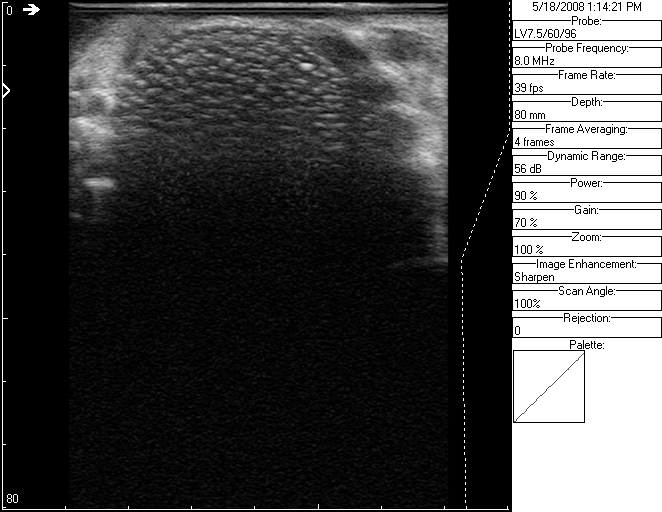 0
80
5/18/2008 1:14:21 PM
Probe:
LV7.5/60/96
Probe Frequency:
8.0 MHz
Frame Rate:
39 fps
Depth:
80 mm
Frame Averaging:
4 frames
Dynamic Range:
56 dB
Power:
90 %
Gain:
70 %
Zoom:
100 %
Image Enhancement:
Sharpen
Scan Angle:
100%
Rejection:
0
Palette: